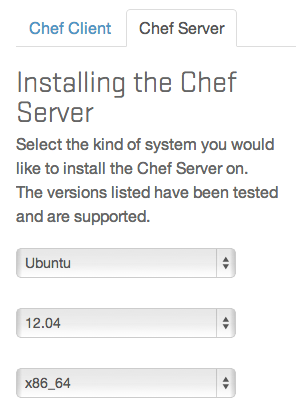 Chef Client Chef Server
Installing the Chef
Server
Select the kind of system you would
like to install the Chef Server on.
The versions listed have been tested
and are supported.
Ubuntu
12.04
x86_64